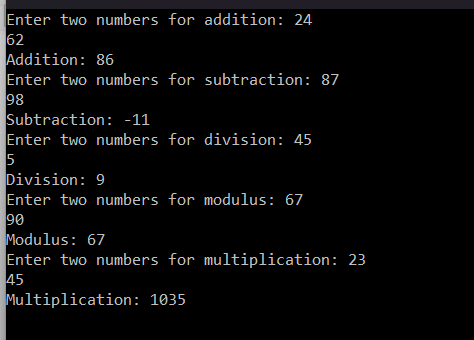 Enter two numbers for addition: 24
62
Addition: 86
Enter two numbers for subtraction: 87
98
Subtraction: -11
Enter two numbers for division: 45
5
Division: 9
Enter two numbers for modulus: 67
90
Modulus: 67
Enter two numbers for multiplication: 23
45
Multiplication: 1035